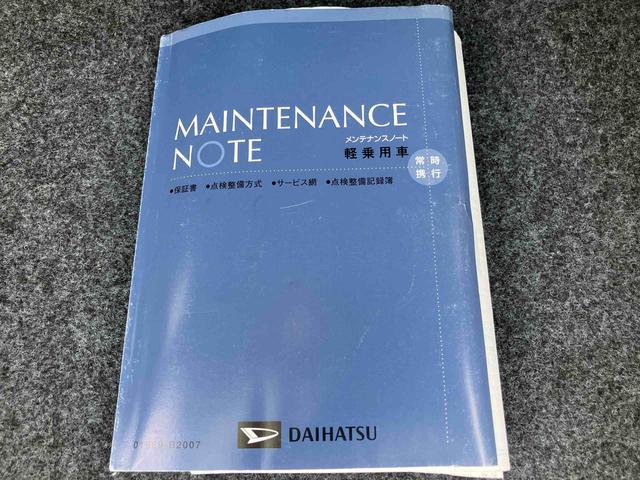 MAINTENANCE
NOTE
メンテナンスノート
軽乗用車
常時
携行
●保証書 ●点検整備方式 ●サービス網 ●点検整備記録簿
DAIHATSU